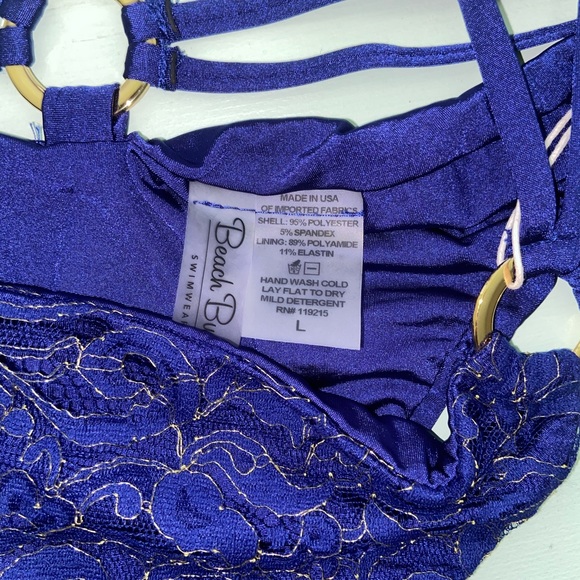 MADE IN USA
OF IMPORTED FABRICS
SHELL: 95% POLYESTER
5% SPANDEX
LINING: 89% POLYAMIDE
11% ELASTIN
HAND WASH COLD
LAY FLAT TO DRY
MILD DETERGENT
RN# 119215
L
Beach